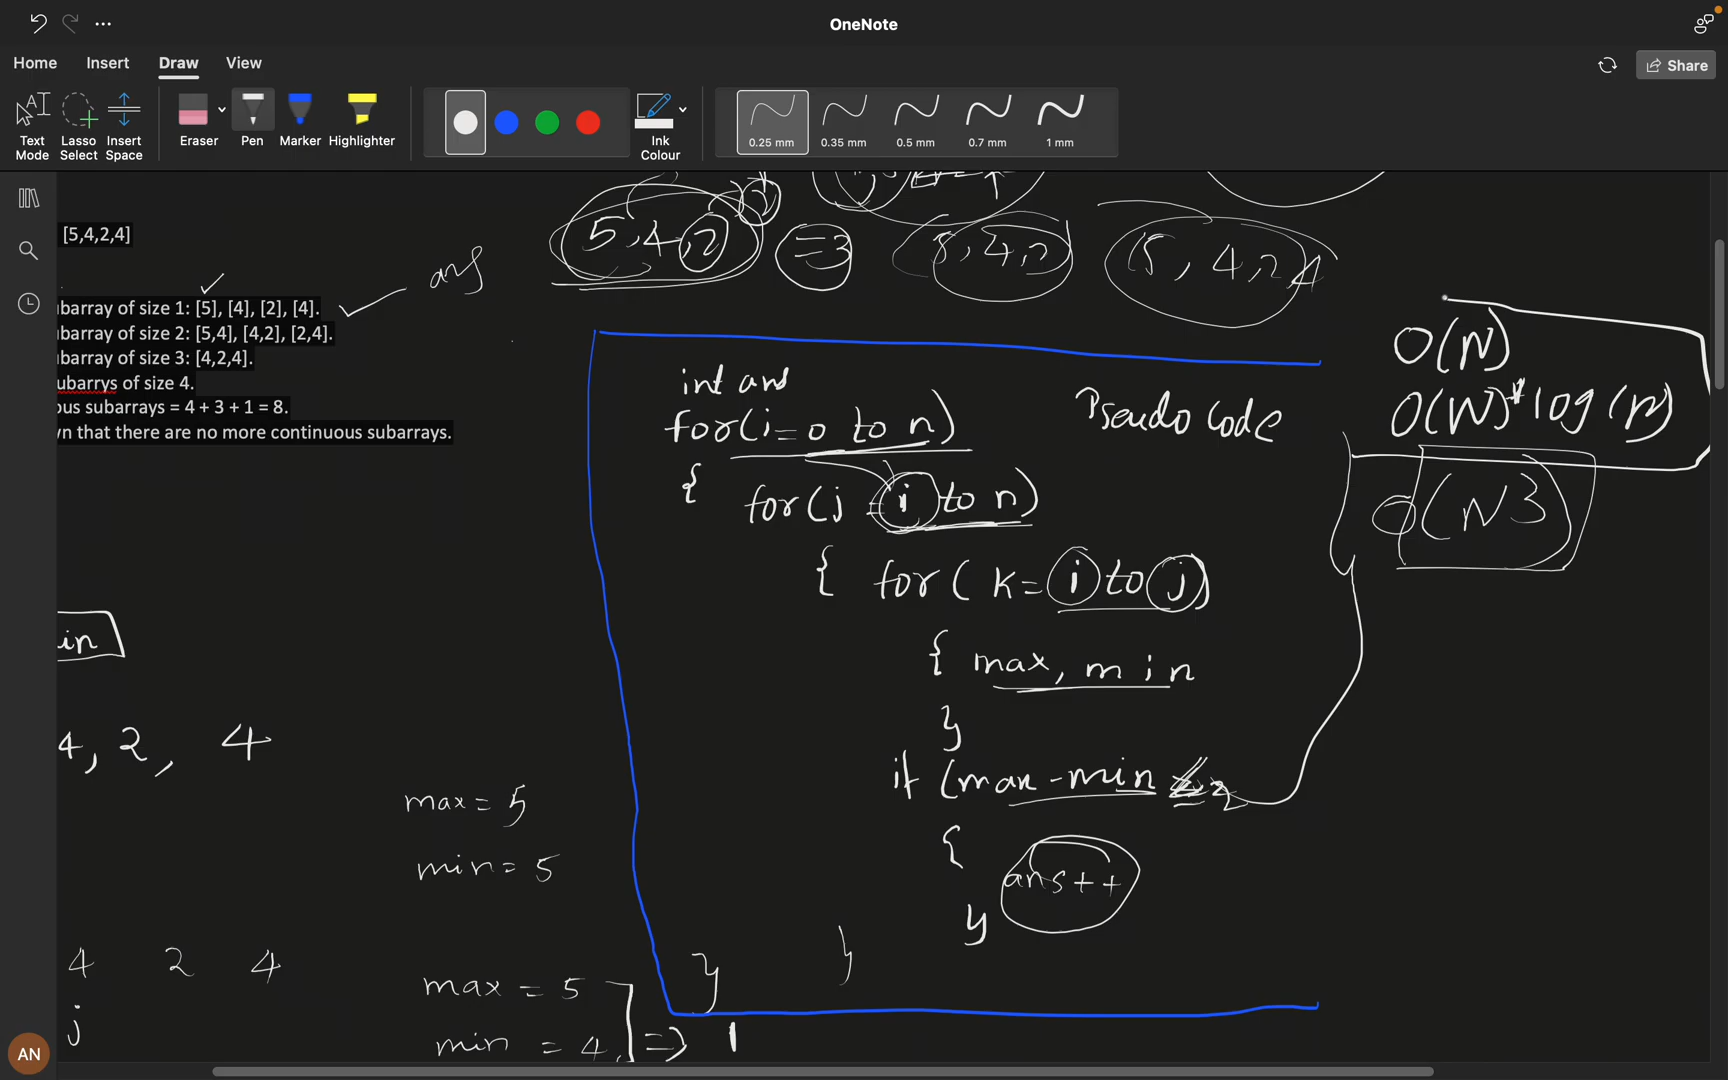 OneNote
Home Insert Draw View
Share
Text Mode
Lasso Select
Insert Space
Eraser
Pen
Marker
Highlighter
Ink Colour
0.25 mm
0.35 mm
0.5 mm
0.7 mm
1 mm
[5,4,2,4]
ans
ubarray of size 1: [5], [4], [2], [4].
ubarray of size 2: [5,4], [4,2], [2,4].
ubarray of size 3: [4,2,4].
ubarrys of size 4.
ous subarrays = 4 + 3 + 1 = 8.
wn that there are no more continuous subarrays.
5,4,2 =3
5,4,2
5, 4,2 4
int ans
for(i=0 to n)
Pseudo Code
{ for(j = i to n)
{ for( k= i to j)
{ max, min
}
if (max-min
2
{
ans++
}
}
}
O(N)
O(N)*log(n)
O(N3)
in
4, 2, 4
max = 5
min = 5
4 2 4
j
max = 5
min = 4 => 1
AN